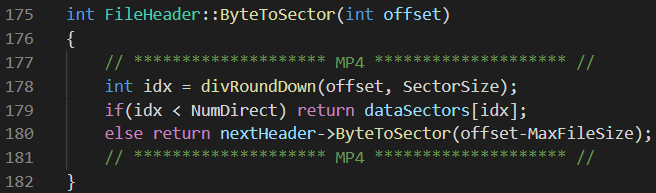 175 int FileHeader::ByteToSector(int offset)
176 {
177     // ******************** MP4 ******************** //
178     int idx = divRoundDown(offset, SectorSize);
179     if(idx < NumDirect) return dataSectors[idx];
180     else return nextHeader->ByteToSector(offset-MaxFileSize);
181     // ******************** MP4 ******************** //
182 }